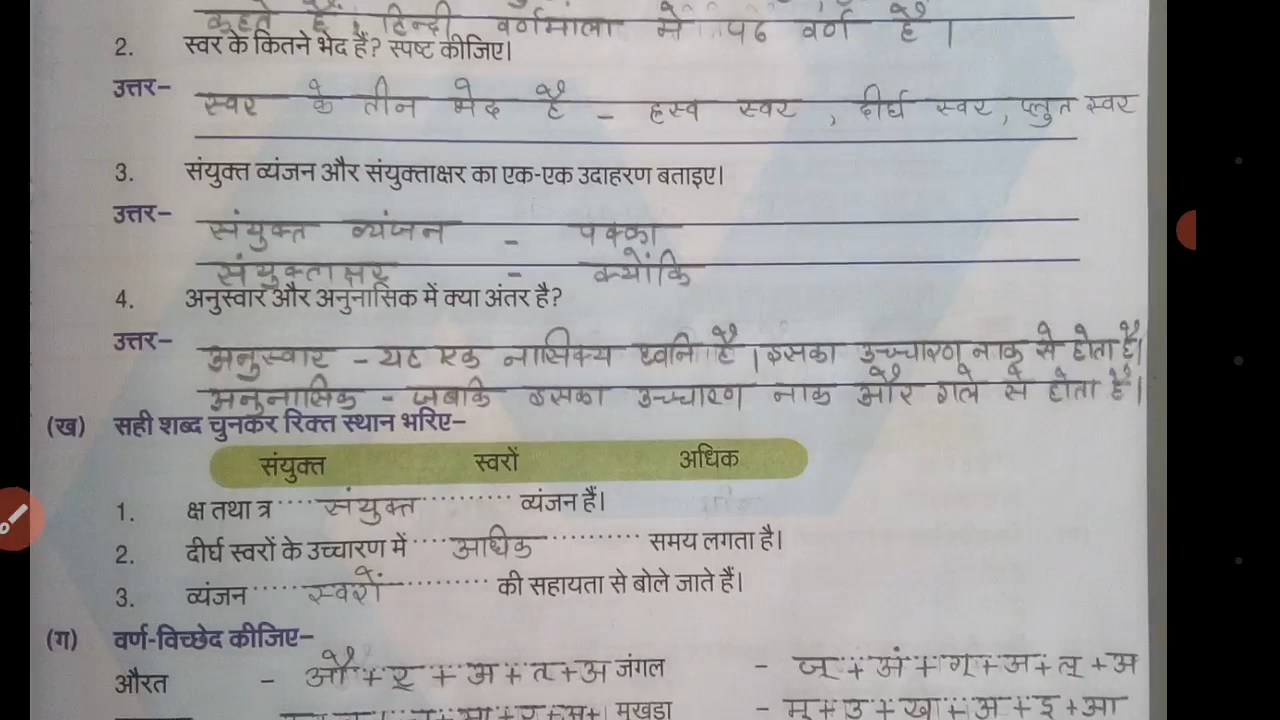 कहते हैं, हिन्दी वर्णमाला में वर्ण है।
2. स्वर के कितने भेद हैं? स्पष्ट कीजिए।
उत्तर– स्वर के तीन भेद है – ह्रस्व स्वर, दीर्घ स्वर, प्लुत स्वर
3. संयुक्त व्यंजन और संयुक्ताक्षर का एक-एक उदाहरण बताइए।
उत्तर– संयुक्त व्यंजन – पक्का
संयुक्ताक्षर – क्योंकि
4. अनुस्वार और अनुनासिक में क्या अंतर है?
उत्तर– अनुस्वार – यह एक नासिक्य ध्वनि है। इसका उच्चारण नाक से होता है।
अनुनासिक – जबकि इसका उच्चारण नाक और गले से होता है।
(ख) सही शब्द चुनकर रिक्त स्थान भरिए–
संयुक्त स्वरों अधिक
1. क्ष तथा त्र संयुक्त व्यंजन हैं।
2. दीर्घ स्वरों के उच्चारण में अधिक समय लगता है।
3. व्यंजन स्वरों की सहायता से बोले जाते हैं।
(ग) वर्ण-विच्छेद कीजिए–
औरत – औ + र् + अ + त् + अ जंगल – ज् + अं + ग् + अ + ल् + अ
मुखड़ा – म् + उ + ख् + अ + ड़् + आ